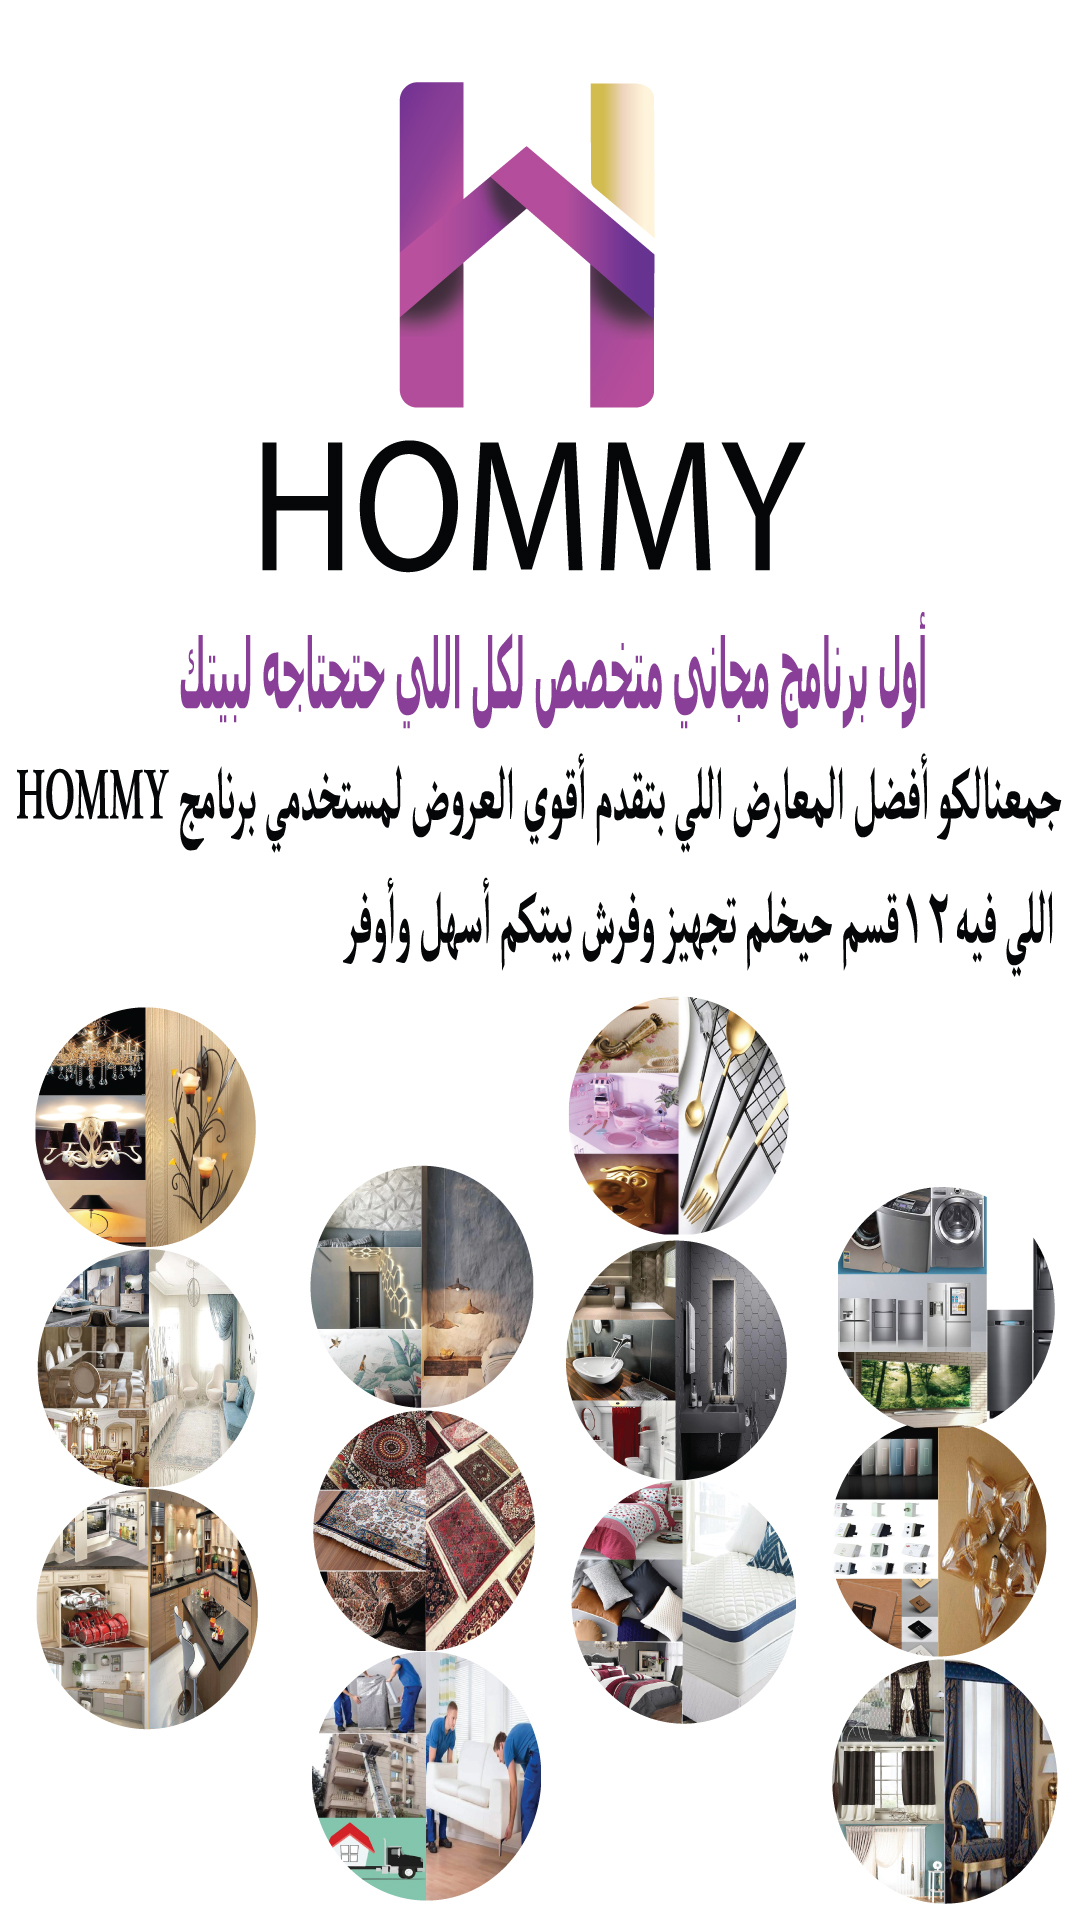 HOMMY
أول برنامج مجاني متخصص لكل اللي حتحتاجه لبيتك
جمعنالكو أفضل المعارض اللي بتقدم أقوي العروض لمستخدمي برنامج HOMMY
اللي فيه ١٢ قسم حيخلم تجهيز وفرش بيتكم أسهل وأوفر